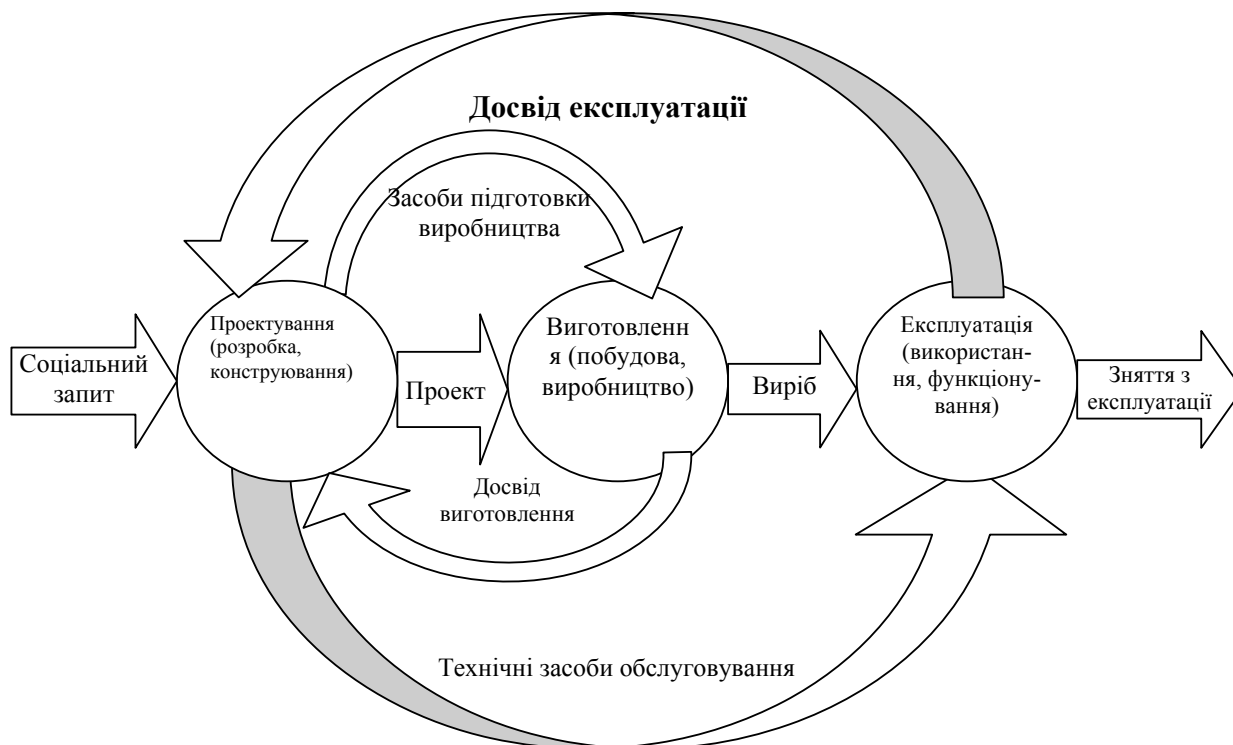 Досвід експлуатації
Засоби підготовки
виробництва
Соціальний
запит
Проектування
(розробка,
конструювання)
Проект
Виготовленн
я (побудова,
виробництво)
Виріб
Експлуатація
(використан-
ня, функціону-
вання)
Зняття з
експлуатації
Досвід
виготовлення
Технічні засоби обслуговування